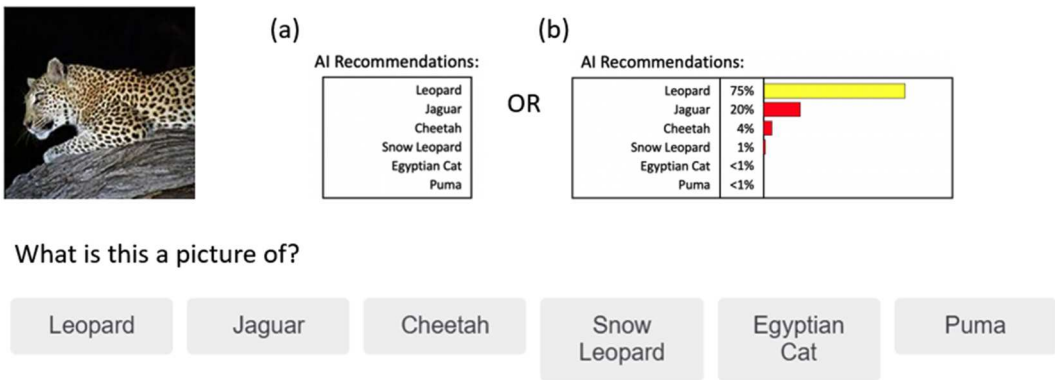 (a)
AI Recommendations:
Leopard
Jaguar
Cheetah
Snow Leopard
Egyptian Cat
Puma
OR
(b)
AI Recommendations:
Leopard 75%
Jaguar 20%
Cheetah 4%
Snow Leopard 1%
Egyptian Cat <1%
Puma <1%
What is this a picture of?
Leopard
Jaguar
Cheetah
Snow
Leopard
Egyptian
Cat
Puma